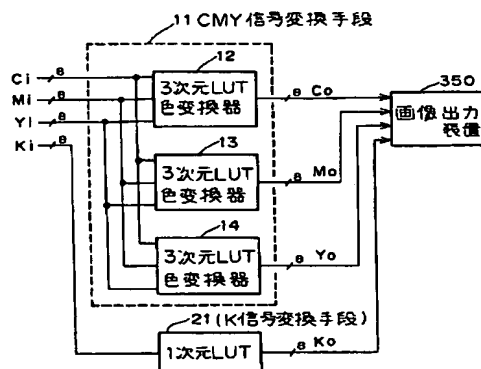 11 CMY信号変換手段
Ci 8
Mi 8
Yi 8
Ki 8
12
3次元LUT
色変換器
8 Co
13
3次元LUT
色変換器
8 Mo
14
3次元LUT
色変換器
8 Yo
350
画像出力
装置
21 (K信号変換手段)
1次元LUT
8 Ko